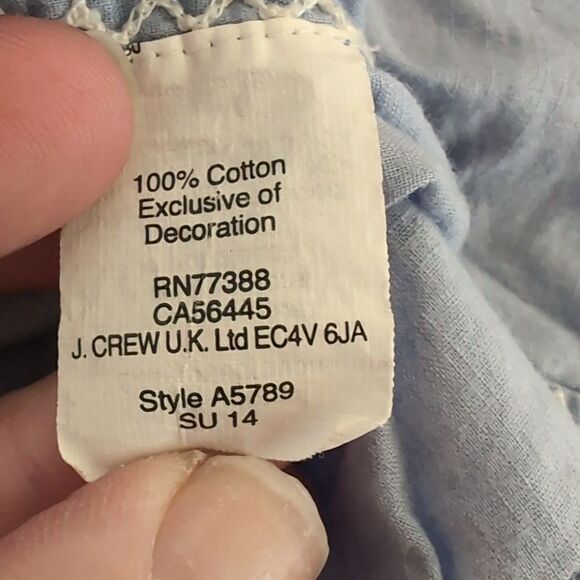 100% Cotton
Exclusive of
Decoration
RN77388
CA56445
J. CREW U.K. Ltd EC4V 6JA
Style A5789
SU 14